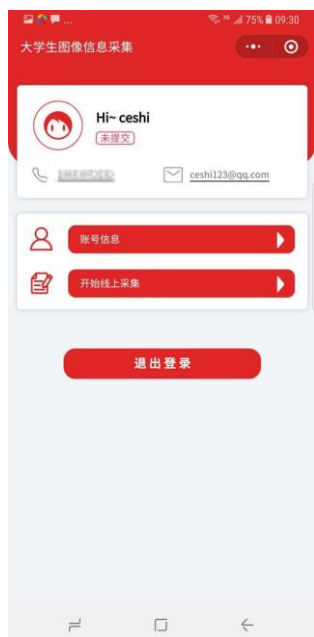 ... 75% 09:30
大学生图像信息采集
Hi~ ceshi
未提交
ceshi123@qq.com
账号信息
开始线上采集
退出登录